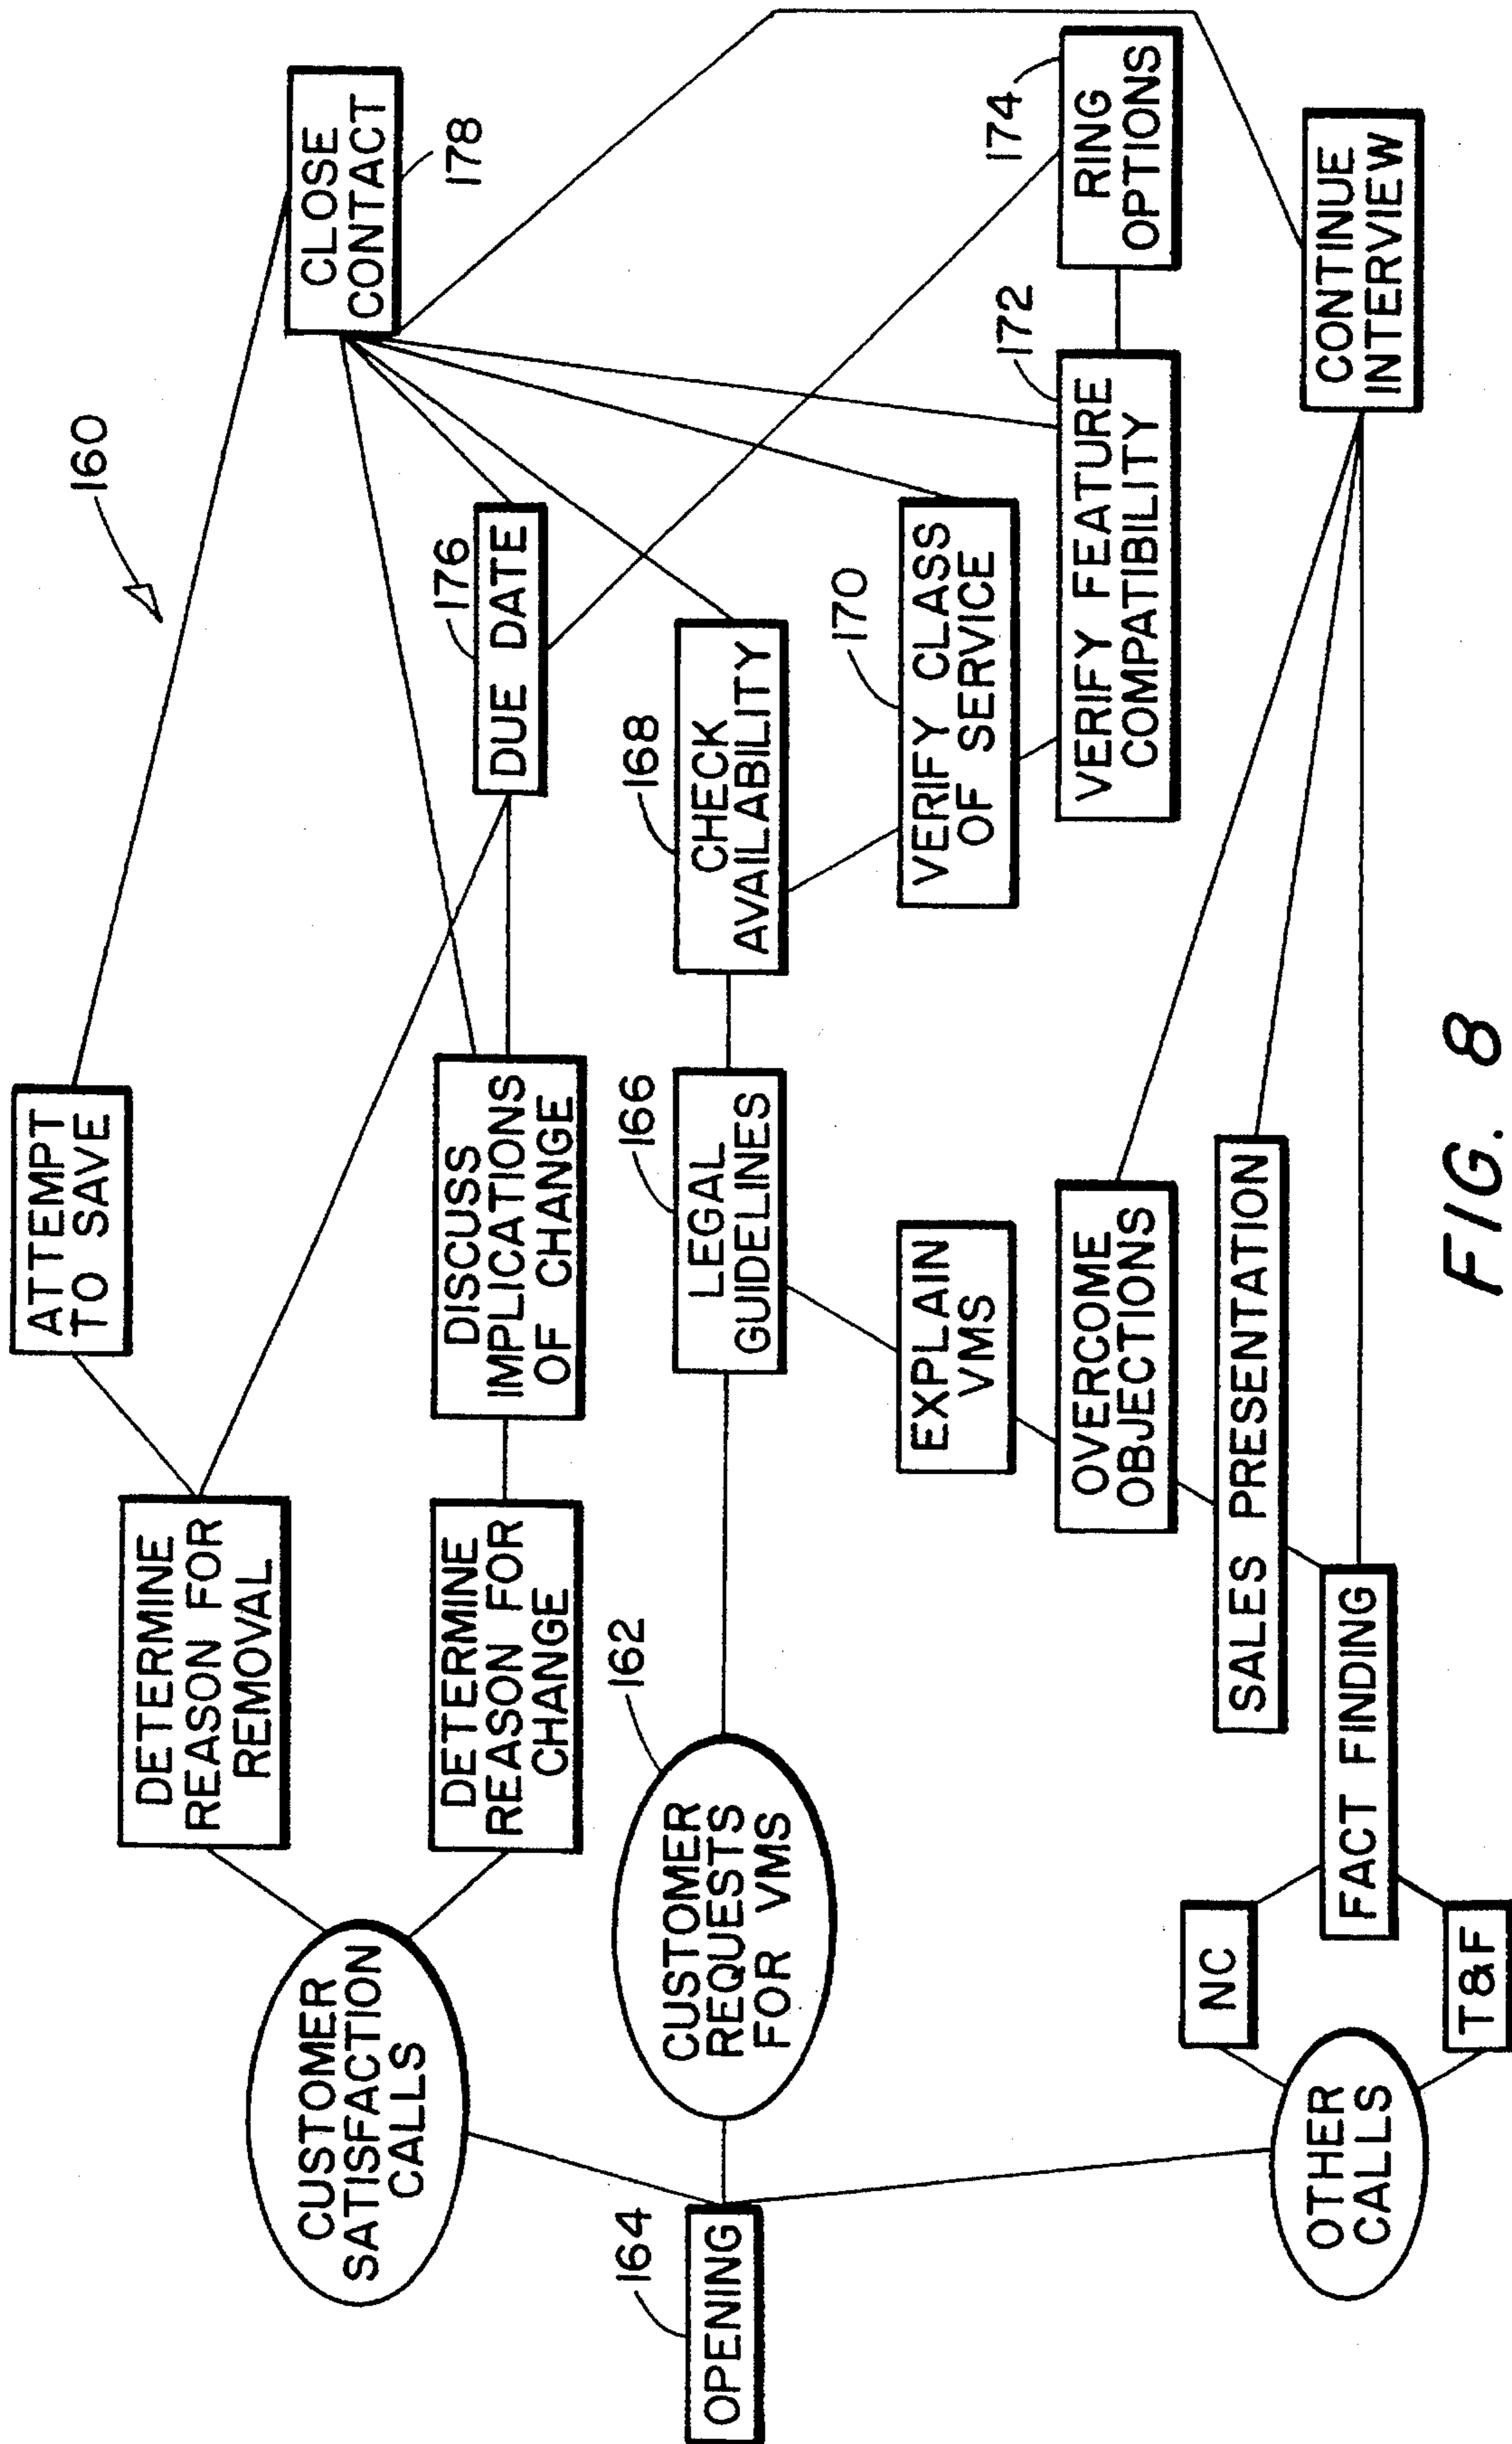 160
ATTEMPT
TO SAVE
DETERMINE
REASON FOR
REMOVAL
CLOSE
CONTACT
178
CUSTOMER
SATISFACTION
CALLS
DETERMINE
REASON FOR
CHANGE
DISCUSS
IMPLICATIONS
OF CHANGE
176
DUE DATE
164
OPENING
162
CUSTOMER
REQUESTS
FOR VMS
166
LEGAL
GUIDELINES
168
CHECK
AVAILABILITY
170
VERIFY CLASS
OF SERVICE
172
VERIFY FEATURE
COMPATIBILITY
174
RING
OPTIONS
EXPLAIN
VMS
OVERCOME
OBJECTIONS
SALES PRESENTATION
OTHER
CALLS
NC
T&F
FACT FINDING
CONTINUE
INTERVIEW
FIG. 8